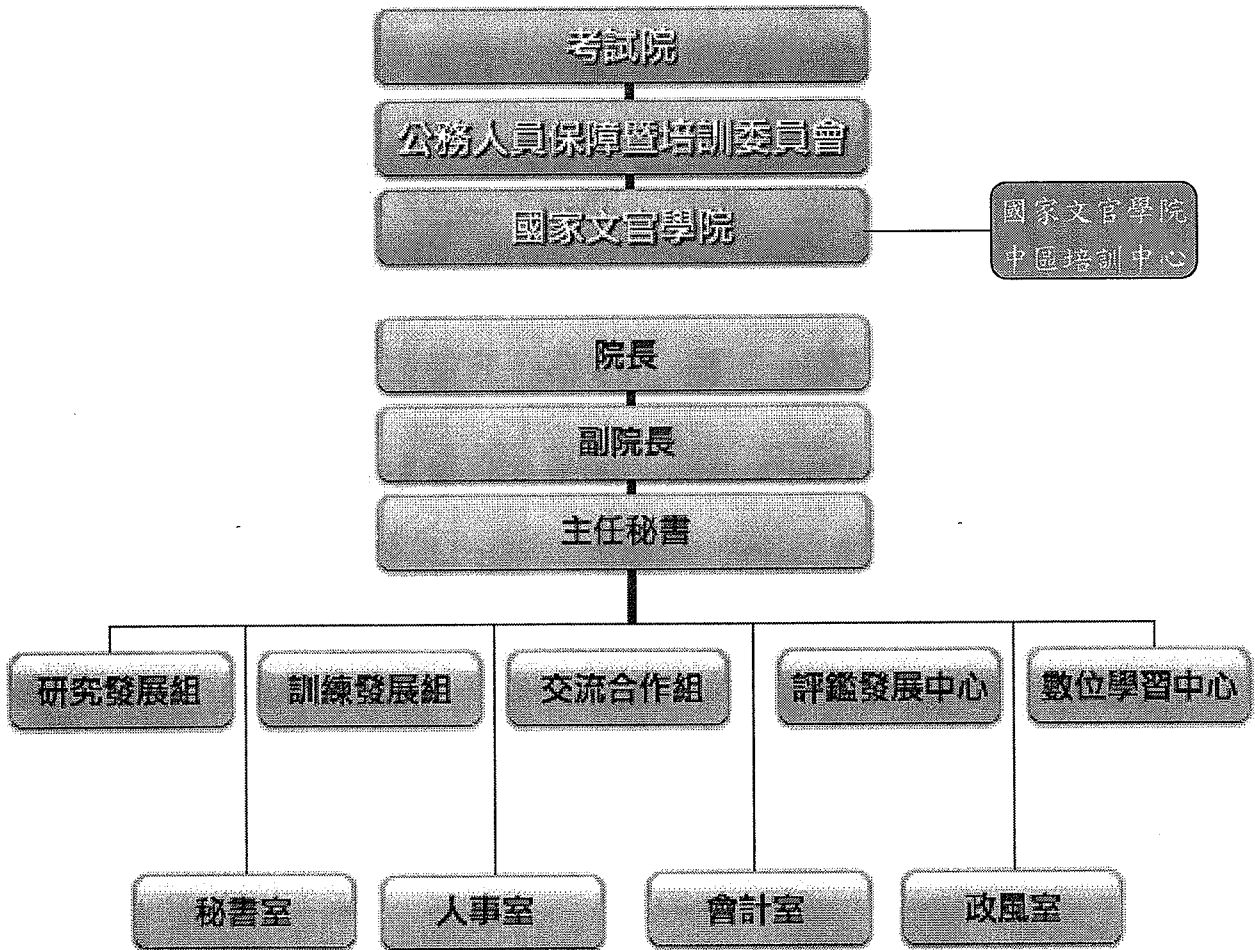 考試院
公務人員保障暨培訓委員會
國家文官學院
國家文官學院
中區培訓中心
院長
副院長
主任秘書
研究發展組
訓練發展組
交流合作組
評鑑發展中心
數位學習中心
秘書室
人事室
會計室
政風室